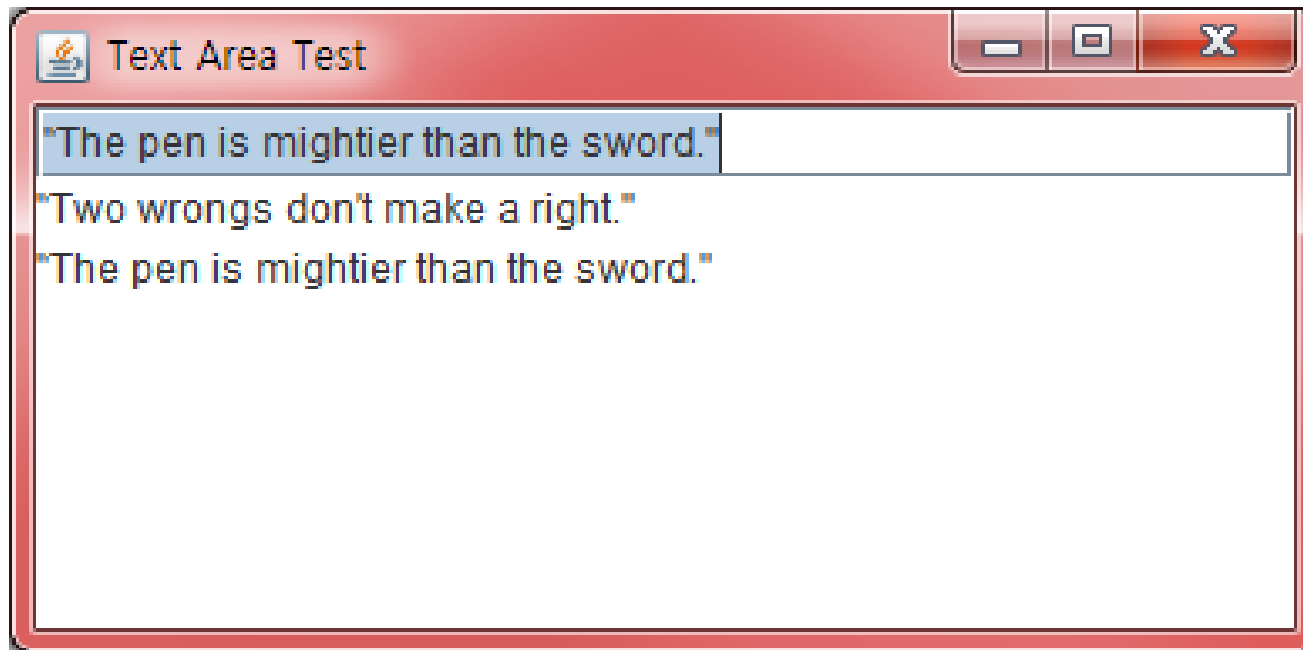 Text Area Test
"The pen is mightier than the sword."
"Two wrongs don't make a right."
"The pen is mightier than the sword."